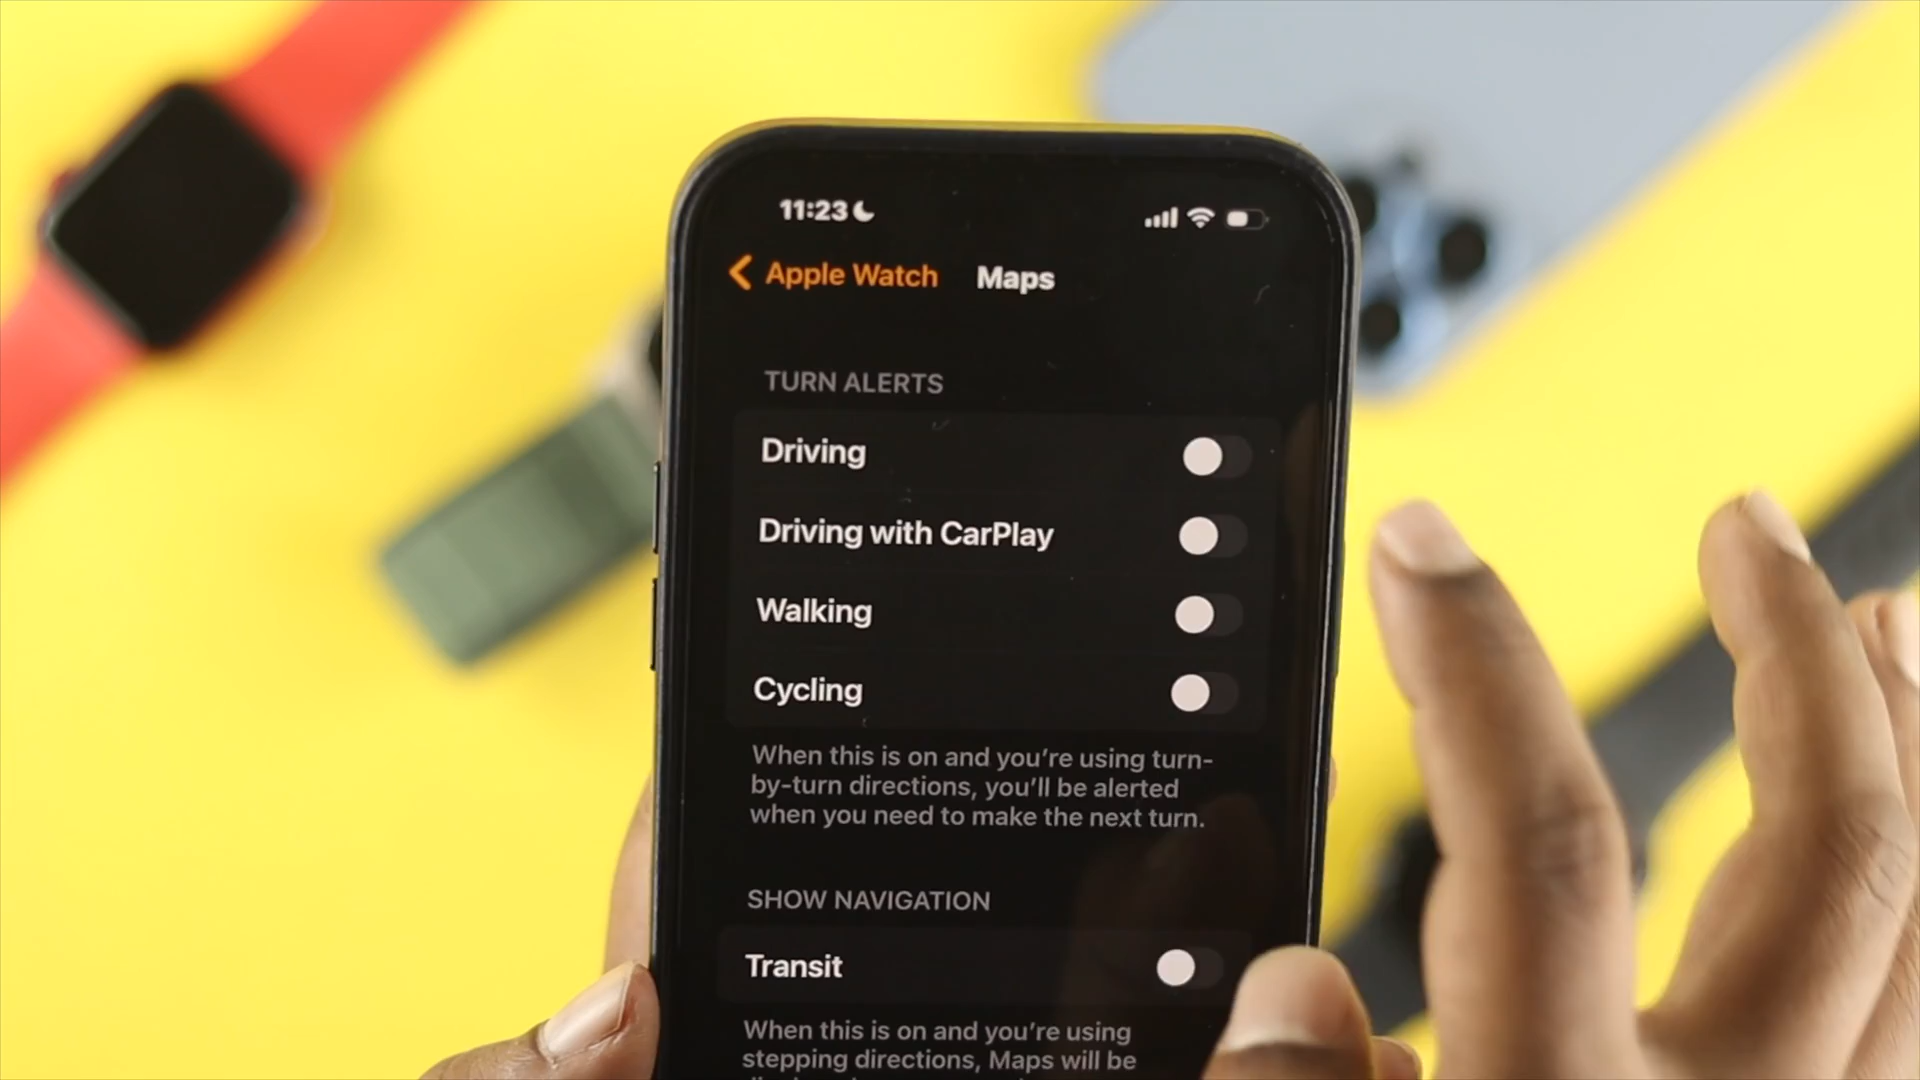 11:23
Apple Watch Maps
TURN ALERTS
Driving
Driving with CarPlay
Walking
Cycling
When this is on and you’re using turn-
by-turn directions, you’ll be alerted
when you need to make the next turn.
SHOW NAVIGATION
Transit
When this is on and you’re using
stepping directions, Maps will be